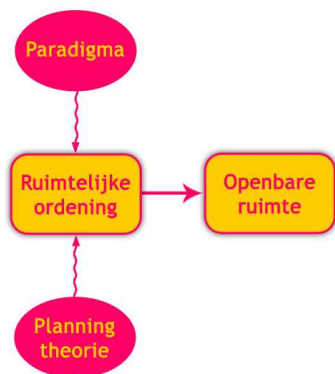 Paradigma
Ruimtelijke
ordening
Openbare
ruimte
Planning
theorie